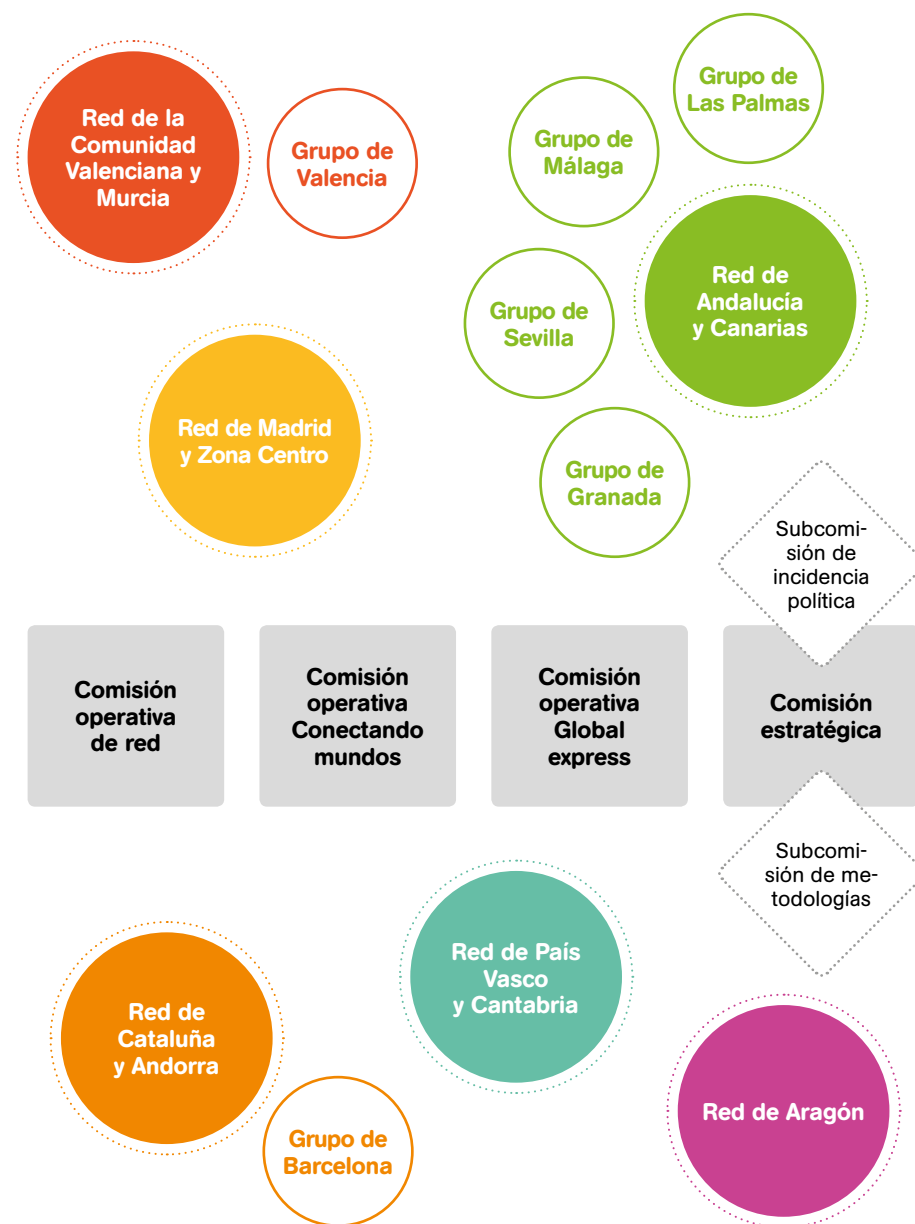 Red de la
Comunidad
Valenciana y
Murcia
Grupo de
Valencia
Grupo de
Málaga
Grupo de
Las Palmas
Grupo de
Sevilla
Red de
Andalucía
y Canarias
Red de Madrid
y Zona Centro
Grupo de
Granada
Subcomi-
sión de
incidencia
política
Comisión
operativa
de red
Comisión
operativa
Conectando
mundos
Comisión
operativa
Global
express
Comisión
estratégica
Subcomi-
sión de me-
todologías
Red de
Cataluña
y Andorra
Grupo de
Barcelona
Red de País
Vasco
y Cantabria
Red de Aragón